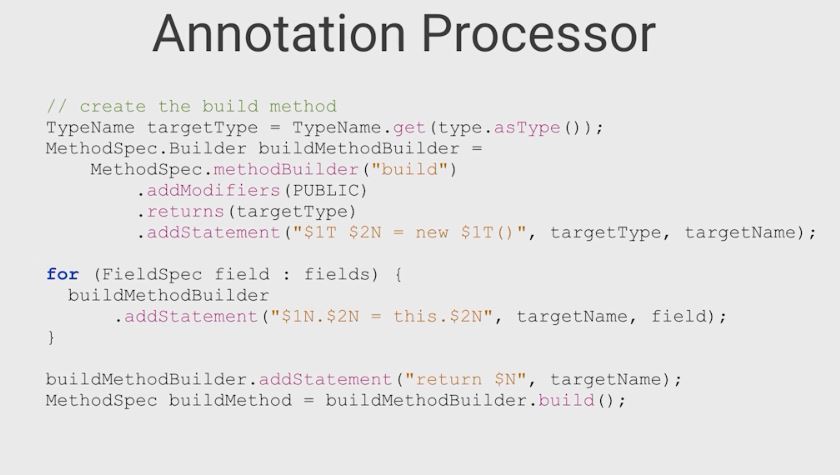 Annotation Processor
// create the build method
TypeName targetType = TypeName.get(type.asType());
MethodSpec.Builder buildMethodBuilder =
    MethodSpec.methodBuilder("build")
        .addModifiers(PUBLIC)
        .returns(targetType)
        .addStatement("$1T $2N = new $1T()", targetType, targetName);
for (FieldSpec field : fields) {
  buildMethodBuilder
      .addStatement("$1N.$2N = this.$2N", targetName, field);
}
buildMethodBuilder.addStatement("return $N", targetName);
MethodSpec buildMethod = buildMethodBuilder.build();